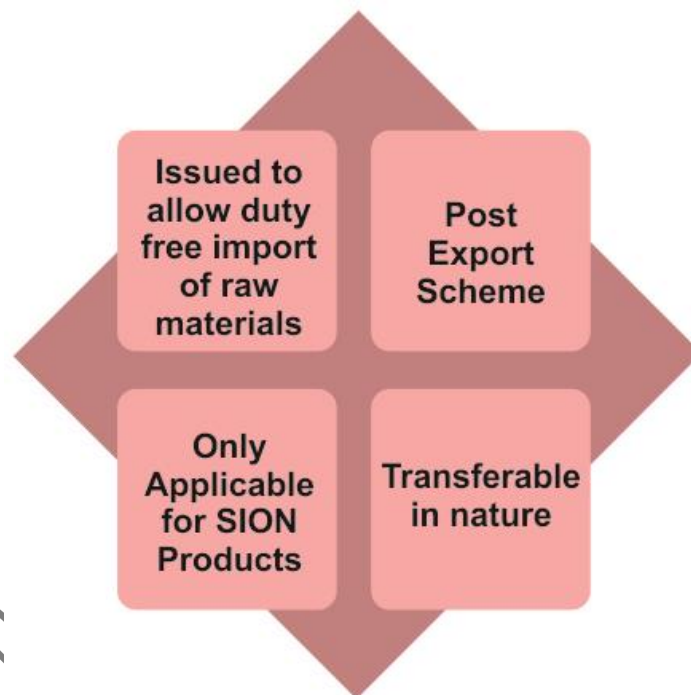 Issued to
allow duty
free import
of raw
materials
Post
Export
Scheme
Only
Applicable
for SION
Products
Transferable
in nature